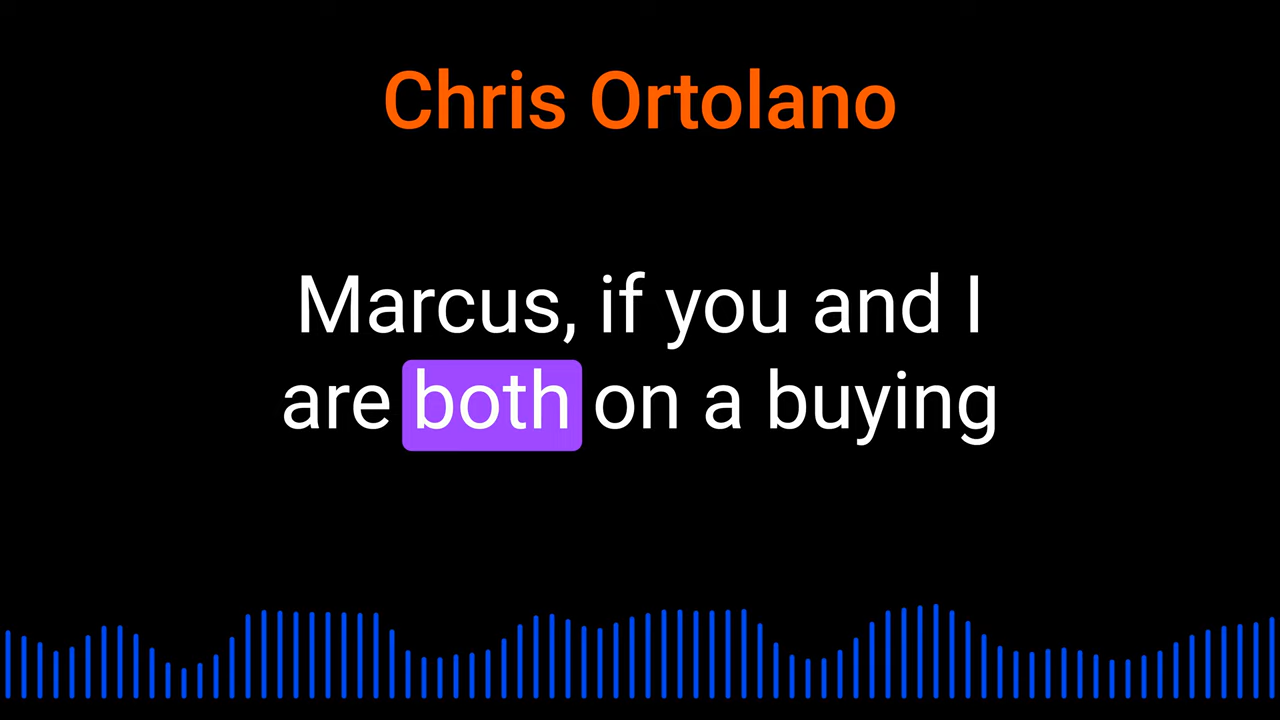 Chris Ortolano
Marcus, if you and I
are both on a buying